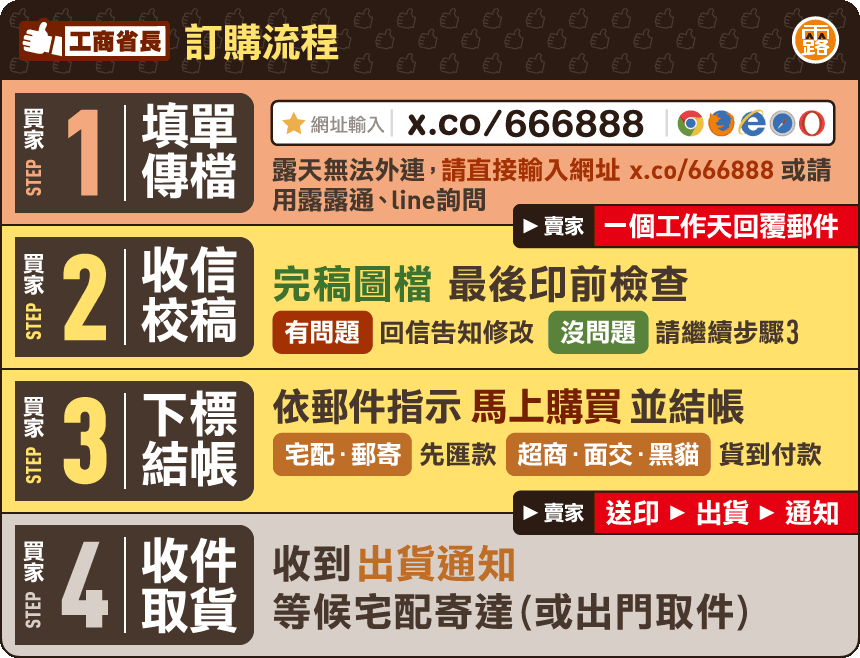 工商省長 訂購流程 露
買家 STEP 1 填單傳檔
網址輸入 x.co/666888
露天無法外連,請直接輸入網址 x.co/666888 或請
用露露通、line詢問
▶ 賣家 一個工作天回覆郵件
買家 STEP 2 收信校稿
完稿圖檔 最後印前檢查
有問題 回信告知修改 沒問題 請繼續步驟3
買家 STEP 3 下標結帳
依郵件指示 馬上購買 並結帳
宅配·郵寄 先匯款 超商·面交·黑貓 貨到付款
▶ 賣家 送印 ▶ 出貨 ▶ 通知
買家 STEP 4 收件取貨
收到出貨通知
等候宅配寄達(或出門取件)